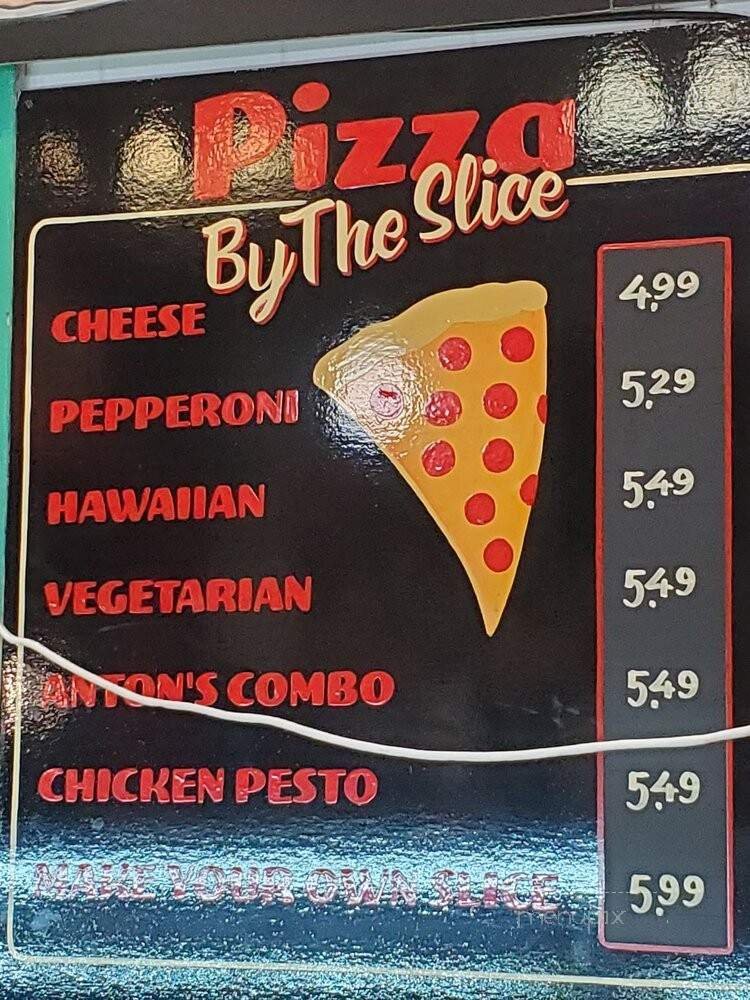 Pizza
By The Slice
CHEESE 4.99
PEPPERONI 5.29
HAWAIIAN 5.49
VEGETARIAN 5.49
ANTON'S COMBO 5.49
CHICKEN PESTO 5.49
MAKE YOUR OWN SLICE 5.99
menupix